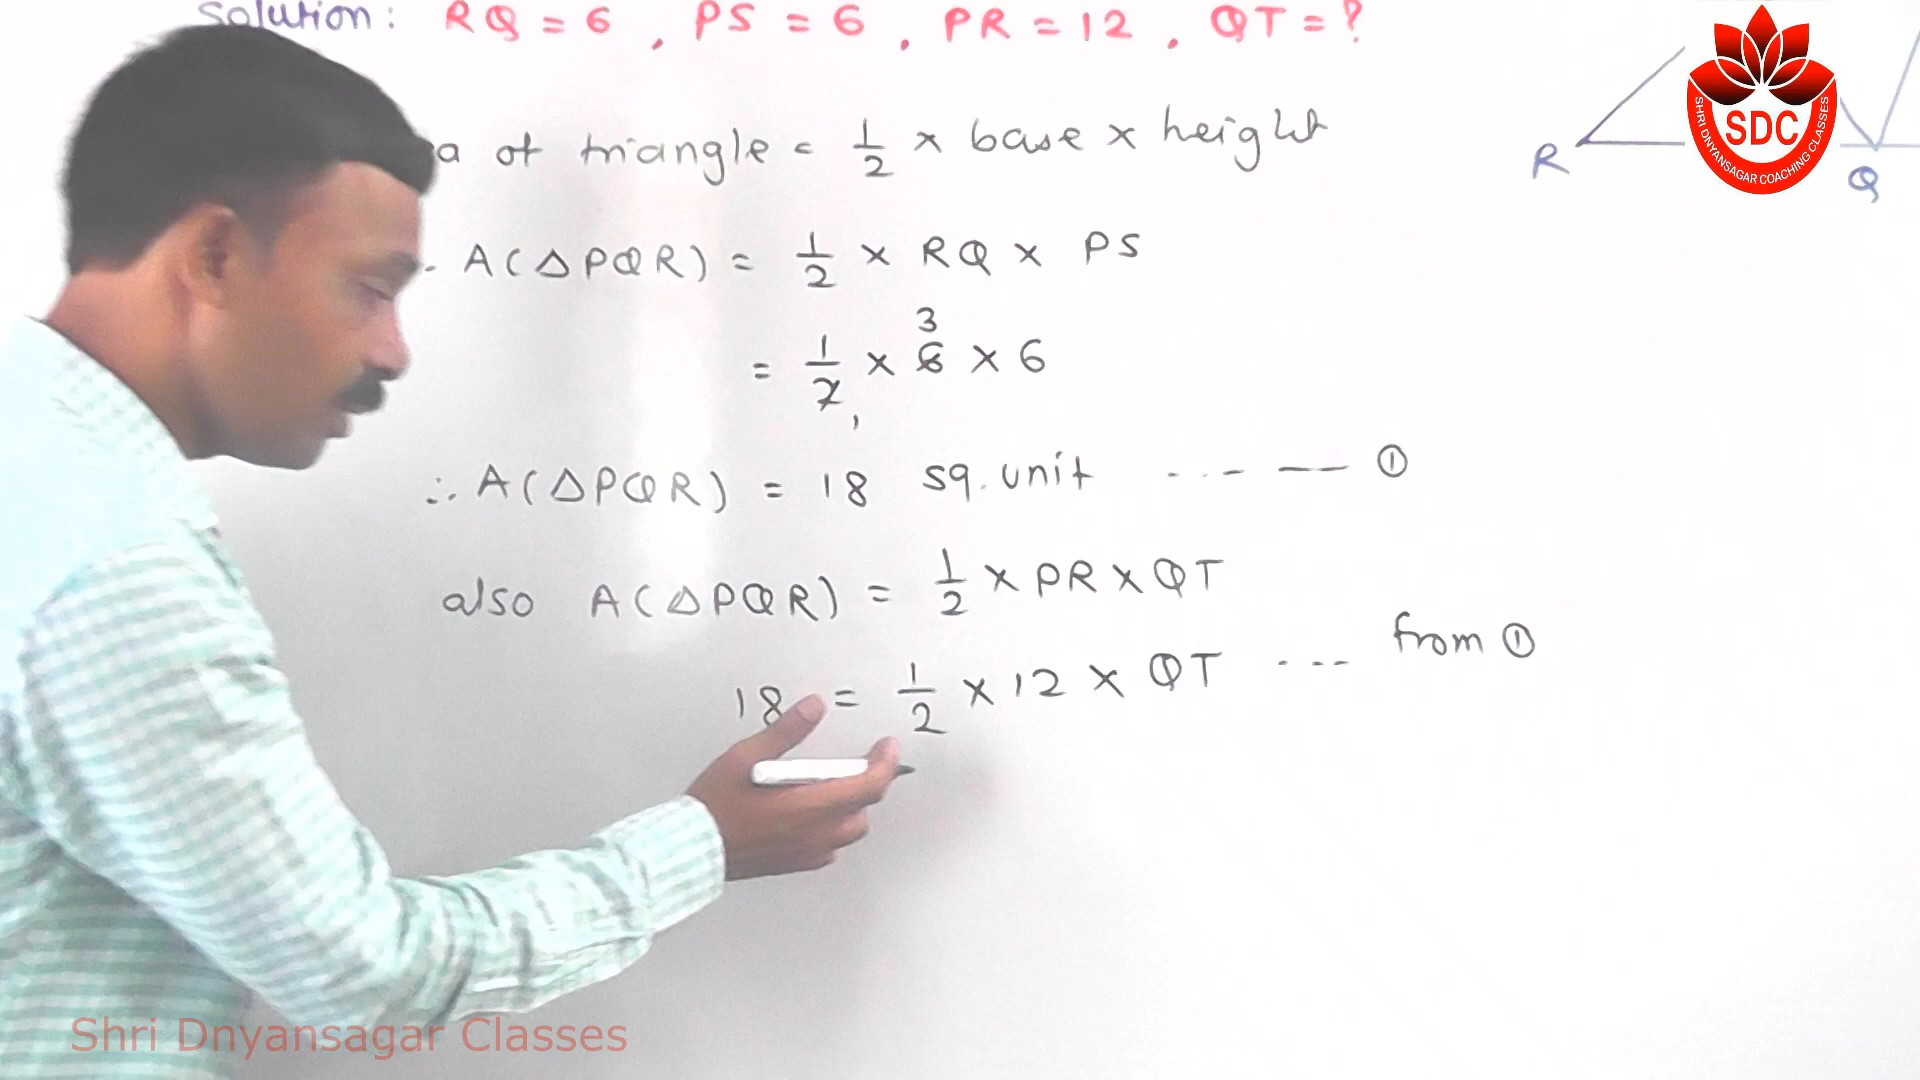 Solution: RQ = 6 , PS = 6 , PR = 12 , QT = ?
of triangle = 1/2 × base × height
A(△PQR) = 1/2 × RQ × PS
3
= 1/2 × 6 × 6
1
∴ A(△PQR) = 18 sq. unit --- — ①
also A(△PQR) = 1/2 × PR × QT
18 = 1/2 × 12 × QT --- from ①
R
Q
SDC
SHRI DNYANSAGAR COACHING CLASSES
Shri Dnyansagar Classes